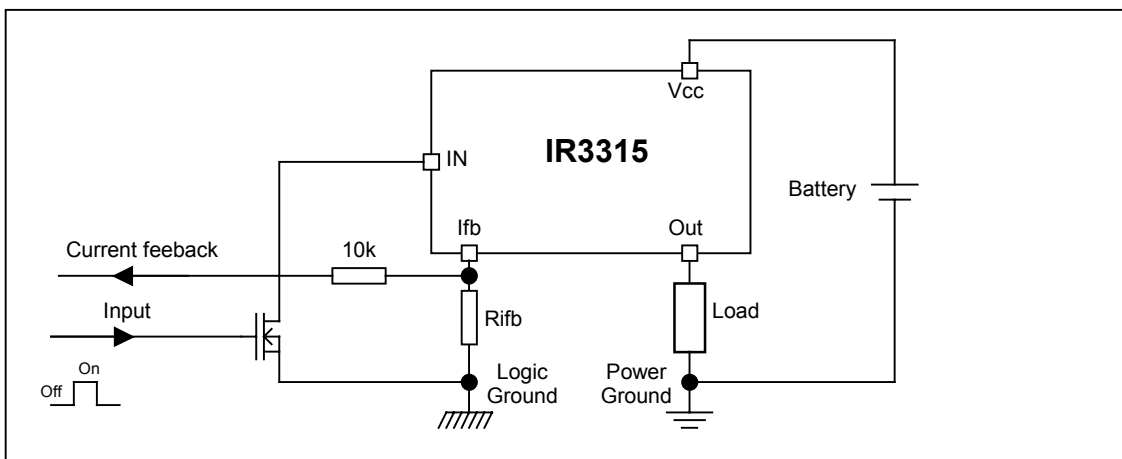 Vcc
IR3315
IN
Battery
Ifb
Out
Current feeback
10k
Input
Rifb
Load
On
Off
Logic
Ground
Power
Ground